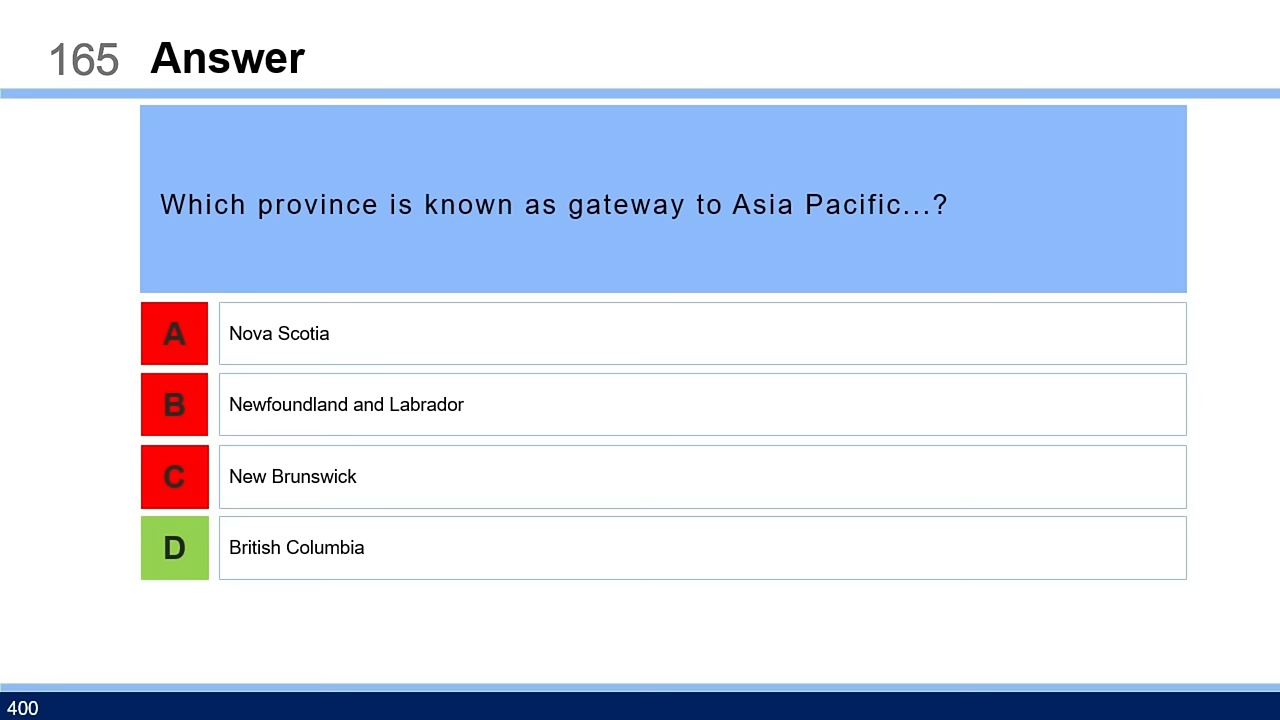 165 Answer
Which province is known as gateway to Asia Pacific...?
A Nova Scotia
B Newfoundland and Labrador
C New Brunswick
D British Columbia
400